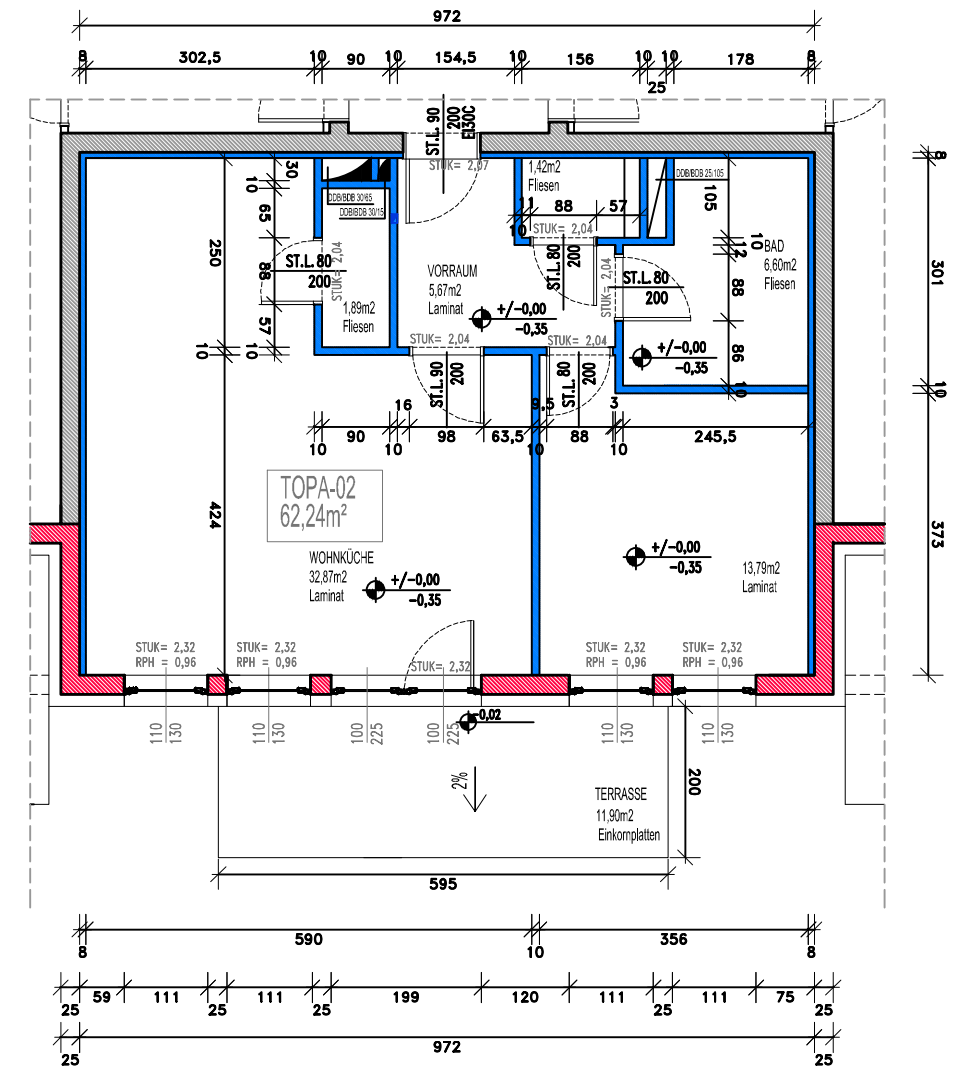 972
8 302,5 10 90 10 154,5 10 156 10 10 178 8
25
ST.L. 90
200
EI30C
STUK= 2,07
30
10
65
250
88
57
10
10
DDB/BDB 30/65
DDB/BDB 30/15
ST.L. 80
200
STUK= 2,04
1,89m2
Fliesen
1,42m2
Fliesen
11 88 57
10
STUK= 2,04
ST.L. 80
200
DDB/BDB 25/105
105
10
12
88
86
10
BAD
6,60m2
Fliesen
STUK= 2,04
ST.L. 80
200
8
301
10
373
VORRAUM
5,67m2
Laminat
+/-0,00
-0,35
+/-0,00
-0,35
STUK= 2,04
STUK= 2,04
ST.L. 90
200
ST.L. 80
200
16 9,5 3
90 98 63,5 88 245,5
10 10 10 10
424
TOPA-02
62,24m²
WOHNKÜCHE
32,87m2
Laminat
+/-0,00
-0,35
+/-0,00
-0,35
13,79m2
Laminat
STUK= 2,32
RPH = 0,96
STUK= 2,32
RPH = 0,96
STUK= 2,32
STUK= 2,32
RPH = 0,96
STUK= 2,32
RPH = 0,96
110
130
110
130
100
225
100
225
110
130
110
130
-0,02
2%
200
TERRASSE
11,90m2
Einkornplatten
595
590 356
8 10 8
59 111 111 199 120 111 111 75
25 25 25 25 25
972
25 25